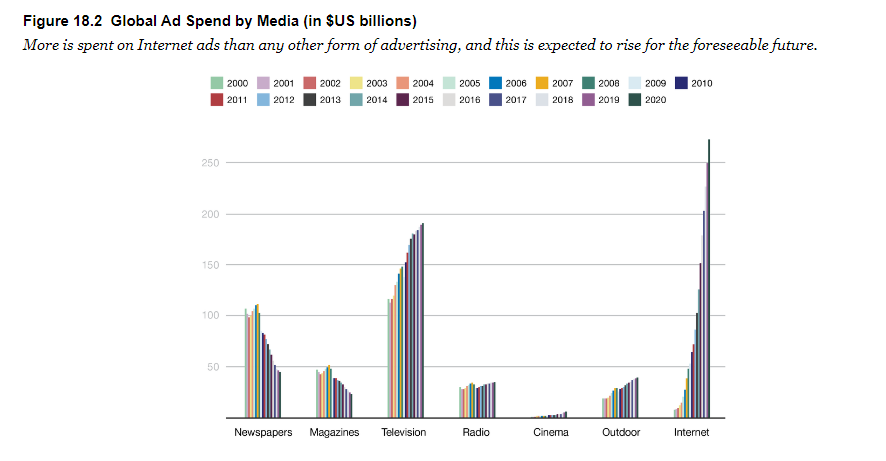 Figure 18.2 Global Ad Spend by Media (in $US billions)
More is spent on Internet ads than any other form of advertising, and this is expected to rise for the foreseeable future.
2000 2001 2002 2003 2004 2005 2006 2007 2008 2009 2010
2011 2012 2013 2014 2015 2016 2017 2018 2019 2020
250
200
150
100
50
Newspapers Magazines Television Radio Cinema Outdoor Internet